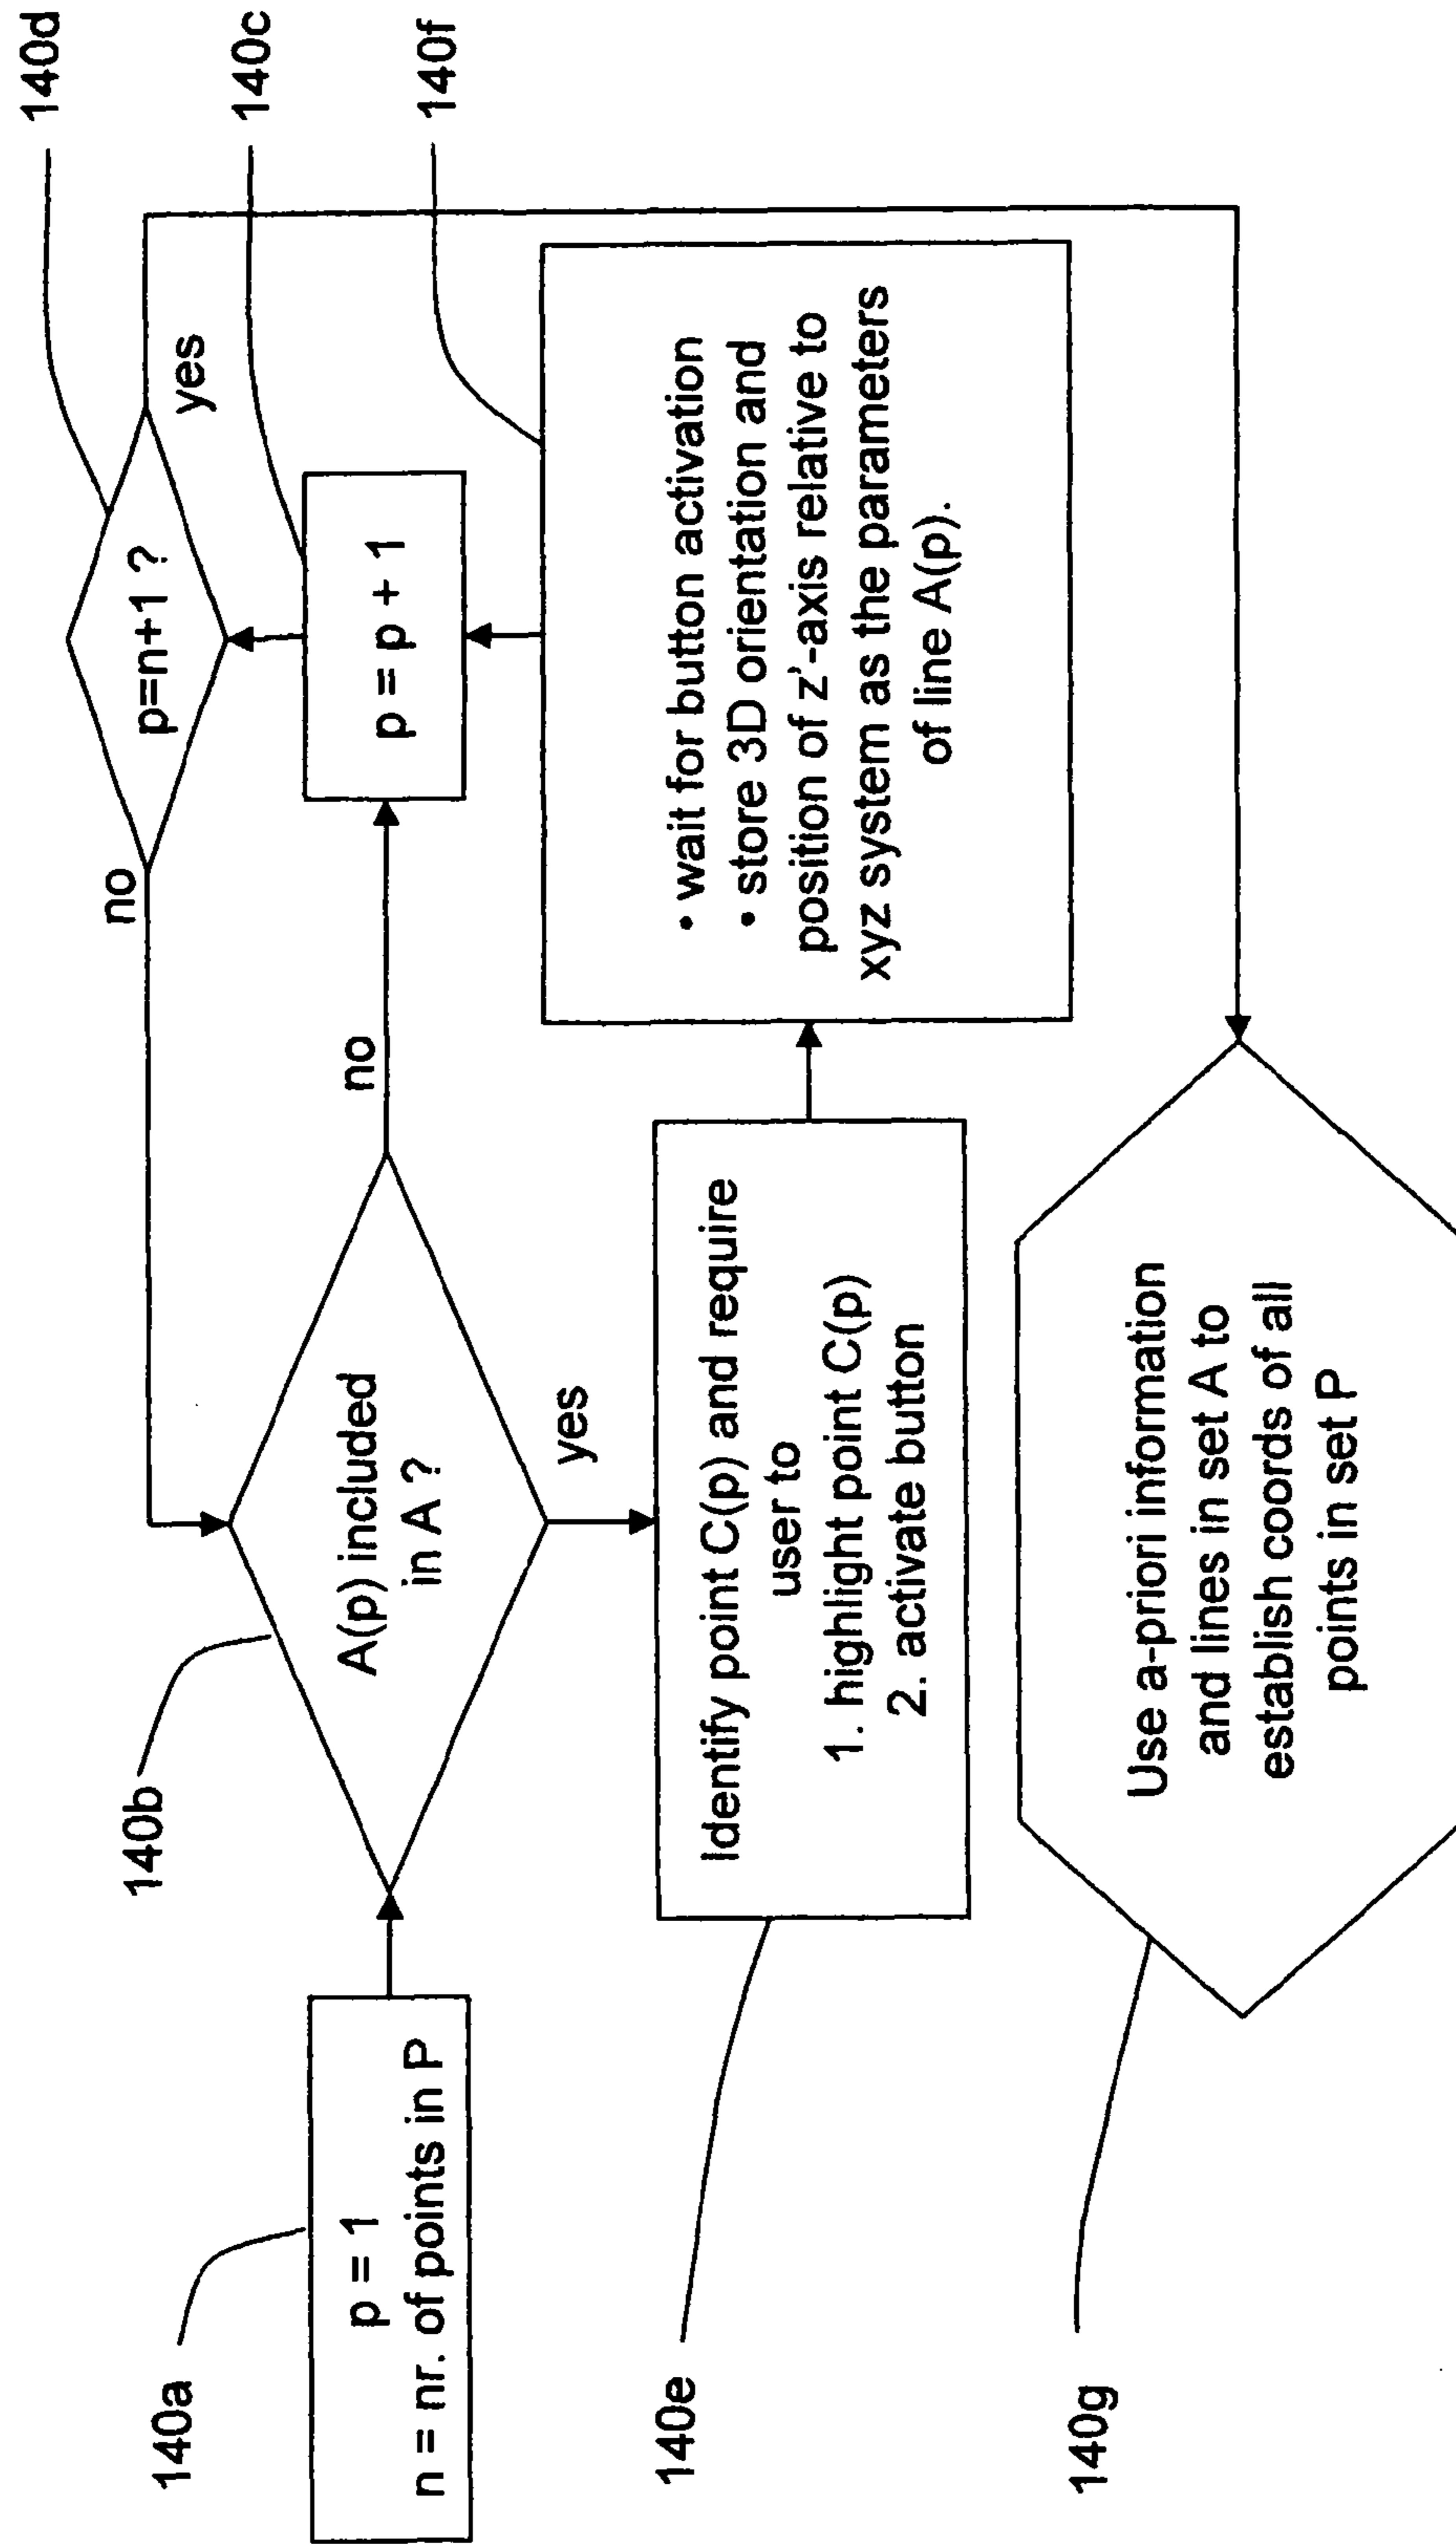 140a
p = 1
n = nr. of points in P
140b
A(p) included
in A ?
no
yes
140d
p=n+1 ?
no
yes
140c
p = p + 1
140e
Identify point C(p) and require
user to
1. highlight point C(p)
2. activate button
140f
• wait for button activation
• store 3D orientation and
position of z'-axis relative to
xyz system as the parameters
of line A(p).
140g
Use a-priori information
and lines in set A to
establish coords of all
points in set P